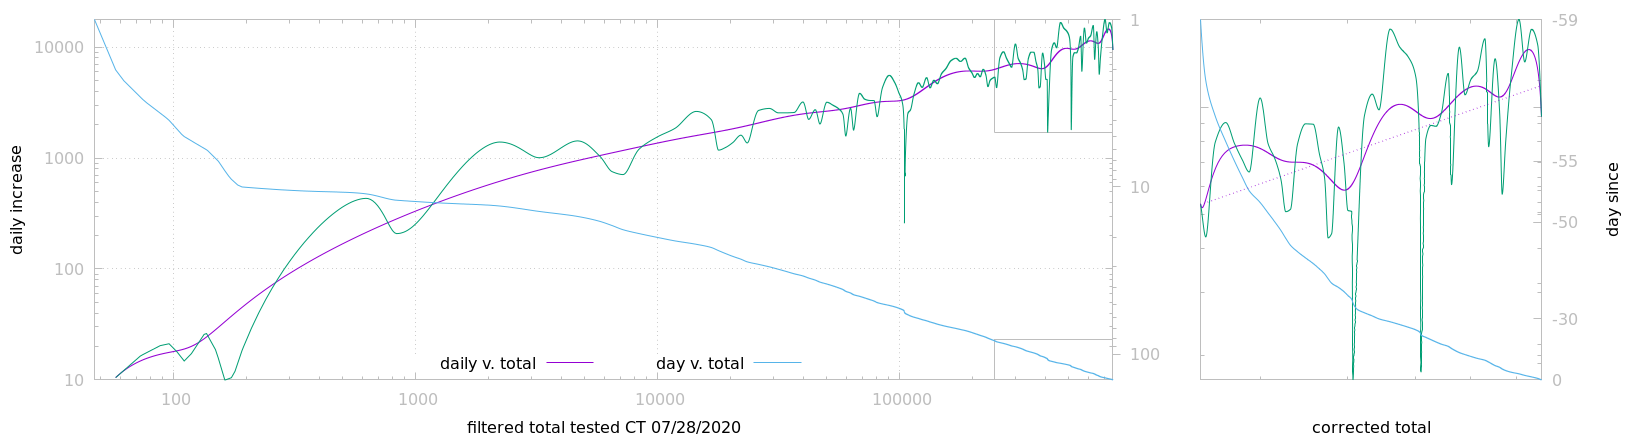 10000
1000
100
10
daily increase
100
1000
10000
100000
filtered total tested CT 07/28/2020
daily v. total
day v. total
1
10
100
-59
-55
-50
-30
0
day since
corrected total